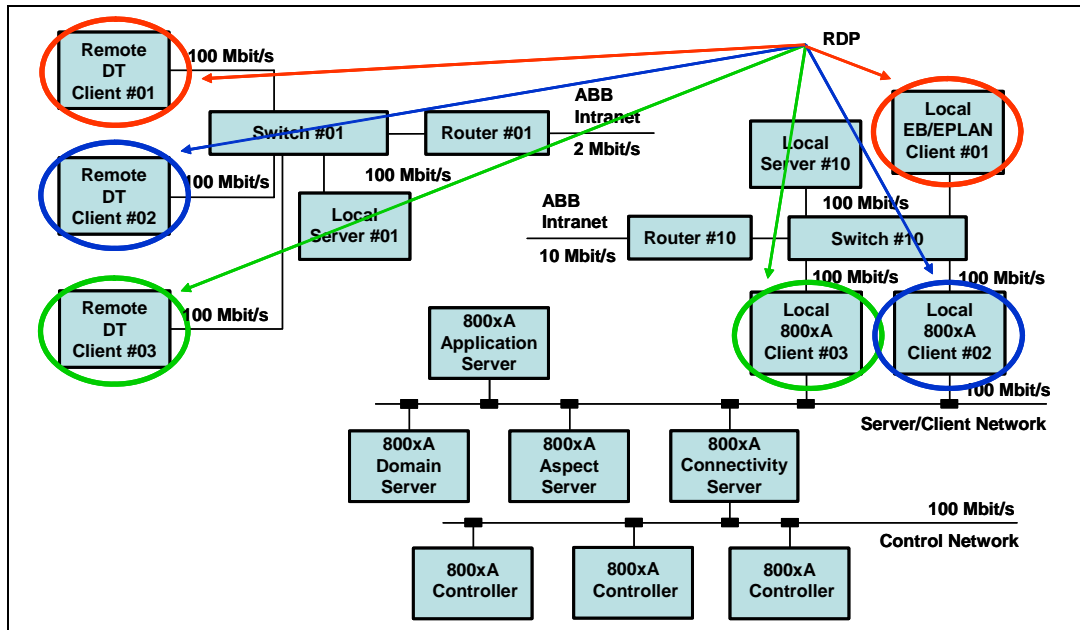 Remote
DT
Client #01
100 Mbit/s
RDP
Switch #01
Router #01
ABB
Intranet
2 Mbit/s
Local
EB/EPLAN
Client #01
Local
Server #10
Remote
DT
Client #02
100 Mbit/s
100 Mbit/s
Local
Server #01
100 Mbit/s
ABB
Intranet
10 Mbit/s
Router #10
Switch #10
Remote
DT
Client #03
100 Mbit/s
100 Mbit/s
100 Mbit/s
Local
800xA
Client #03
Local
800xA
Client #02
800xA
Application
Server
100 Mbit/s
Server/Client Network
800xA
Domain
Server
800xA
Aspect
Server
800xA
Connectivity
Server
100 Mbit/s
Control Network
800xA
Controller
800xA
Controller
800xA
Controller